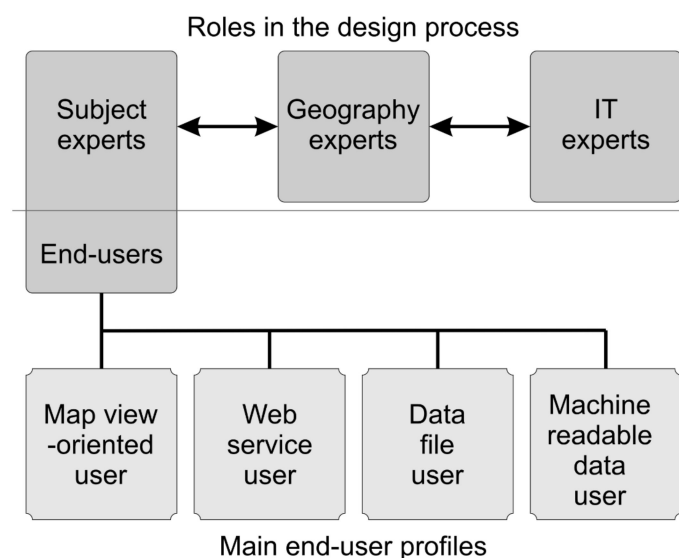 Roles in the design process
Subject
experts
Geography
experts
IT
experts
End-users
Map view
-oriented
user
Web
service
user
Data
file
user
Machine
readable
data
user
Main end-user profiles